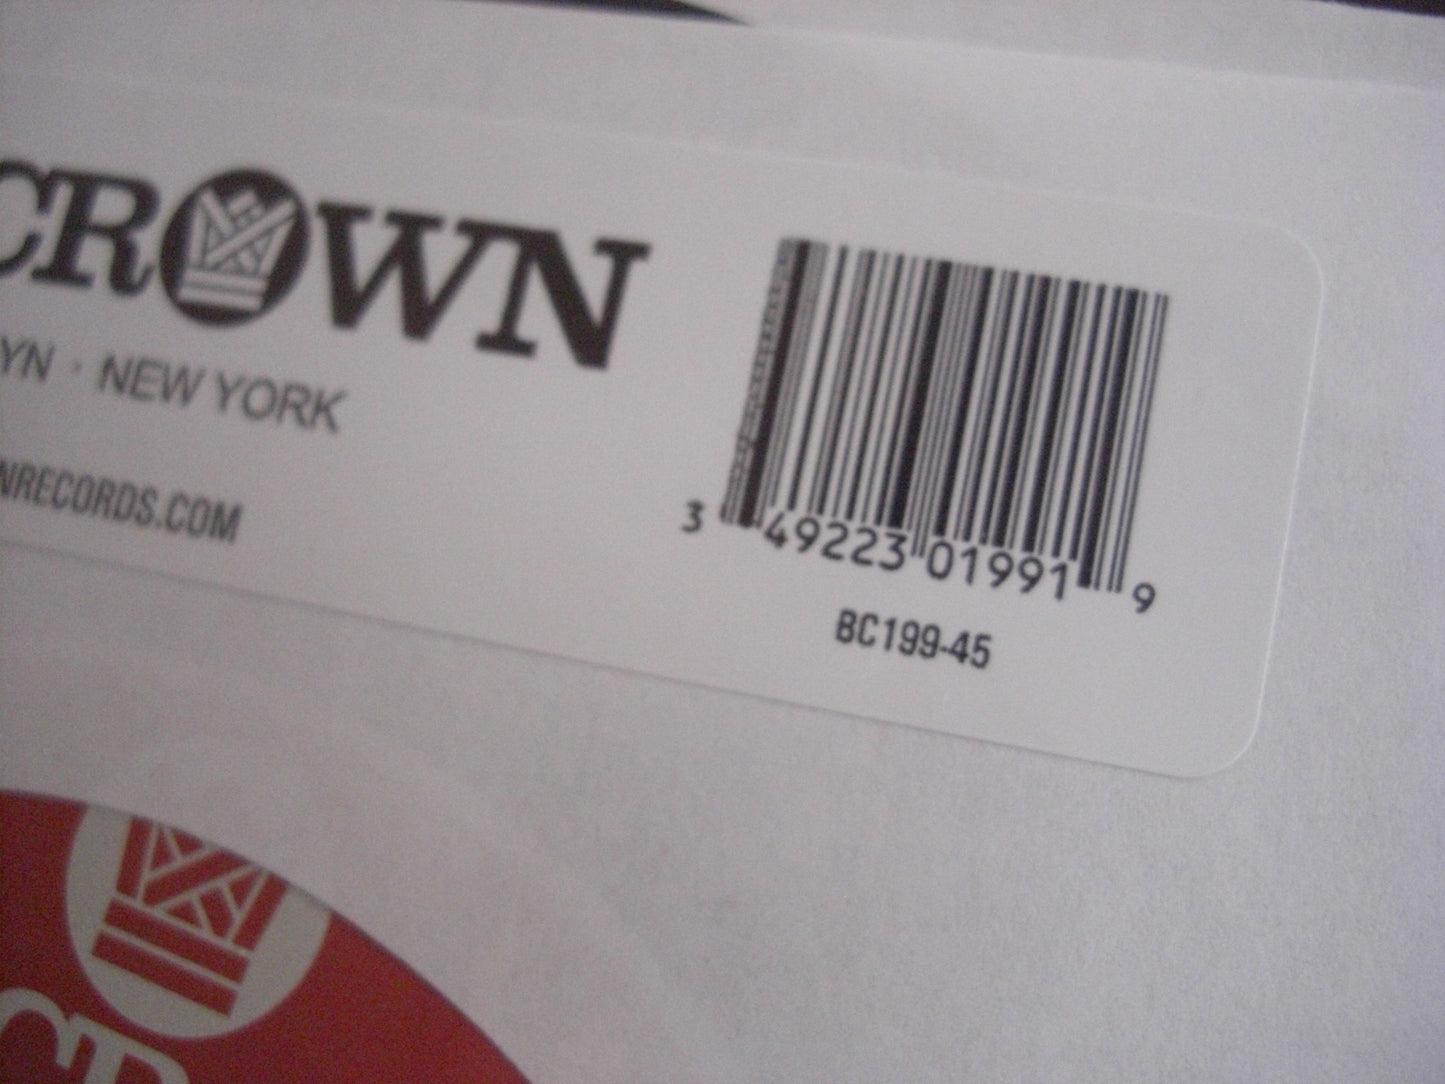 CROWN
YN · NEW YORK
NRECORDS.COM
3 49223 01991 9
BC199-45